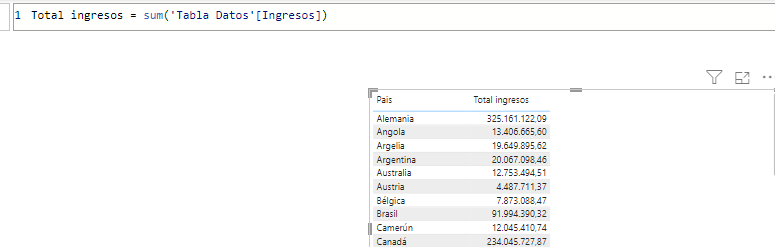 1 Total ingresos = sum('Tabla Datos'[Ingresos])
País Total ingresos
Alemania 325.161.122,09
Angola 13.406.665,60
Argelia 19.649.895,62
Argentina 20.067.098,46
Australia 12.753.494,51
Austria 4.487.711,37
Bélgica 7.873.088,47
Brasil 91.994.390,32
Camerún 12.045.410,74
Canadá 234.045.727,87